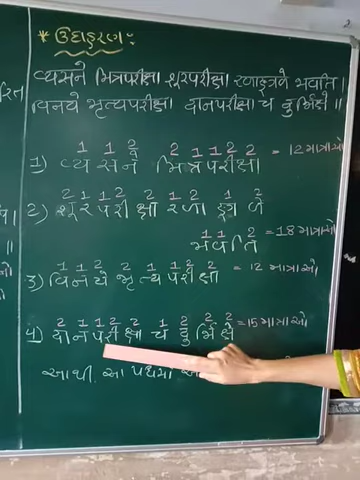 * ઉદાહરણ:
વ્યસને મિત્રપરીક્ષા શૂરપરીક્ષા રણાઙ્ગને ભવતિ ।
વિનયે ભૃત્યપરીક્ષા દાનપરીક્ષા ચ દુર્ભિક્ષે ॥
1 1 2 2 1 1 2 2
1) વ્યસને મિત્રપરીક્ષા = 12 માત્રાઓ
2 1 1 2 2 1 2 1 2
2) શૂરપરીક્ષા રણાઙ્ગણે
1 1 2
ભવતિ = 18 માત્રાઓ
1 1 2 2 1 1 2 2
3) વિનયે ભૃત્યપરીક્ષા = 12 માત્રાઓ
2 1 1 2 2 1 2 2 2
4) દાનપરીક્ષા ચ દુર્ભિક્ષે = 15 માત્રાઓ
આથી, આ પદ્યમાં